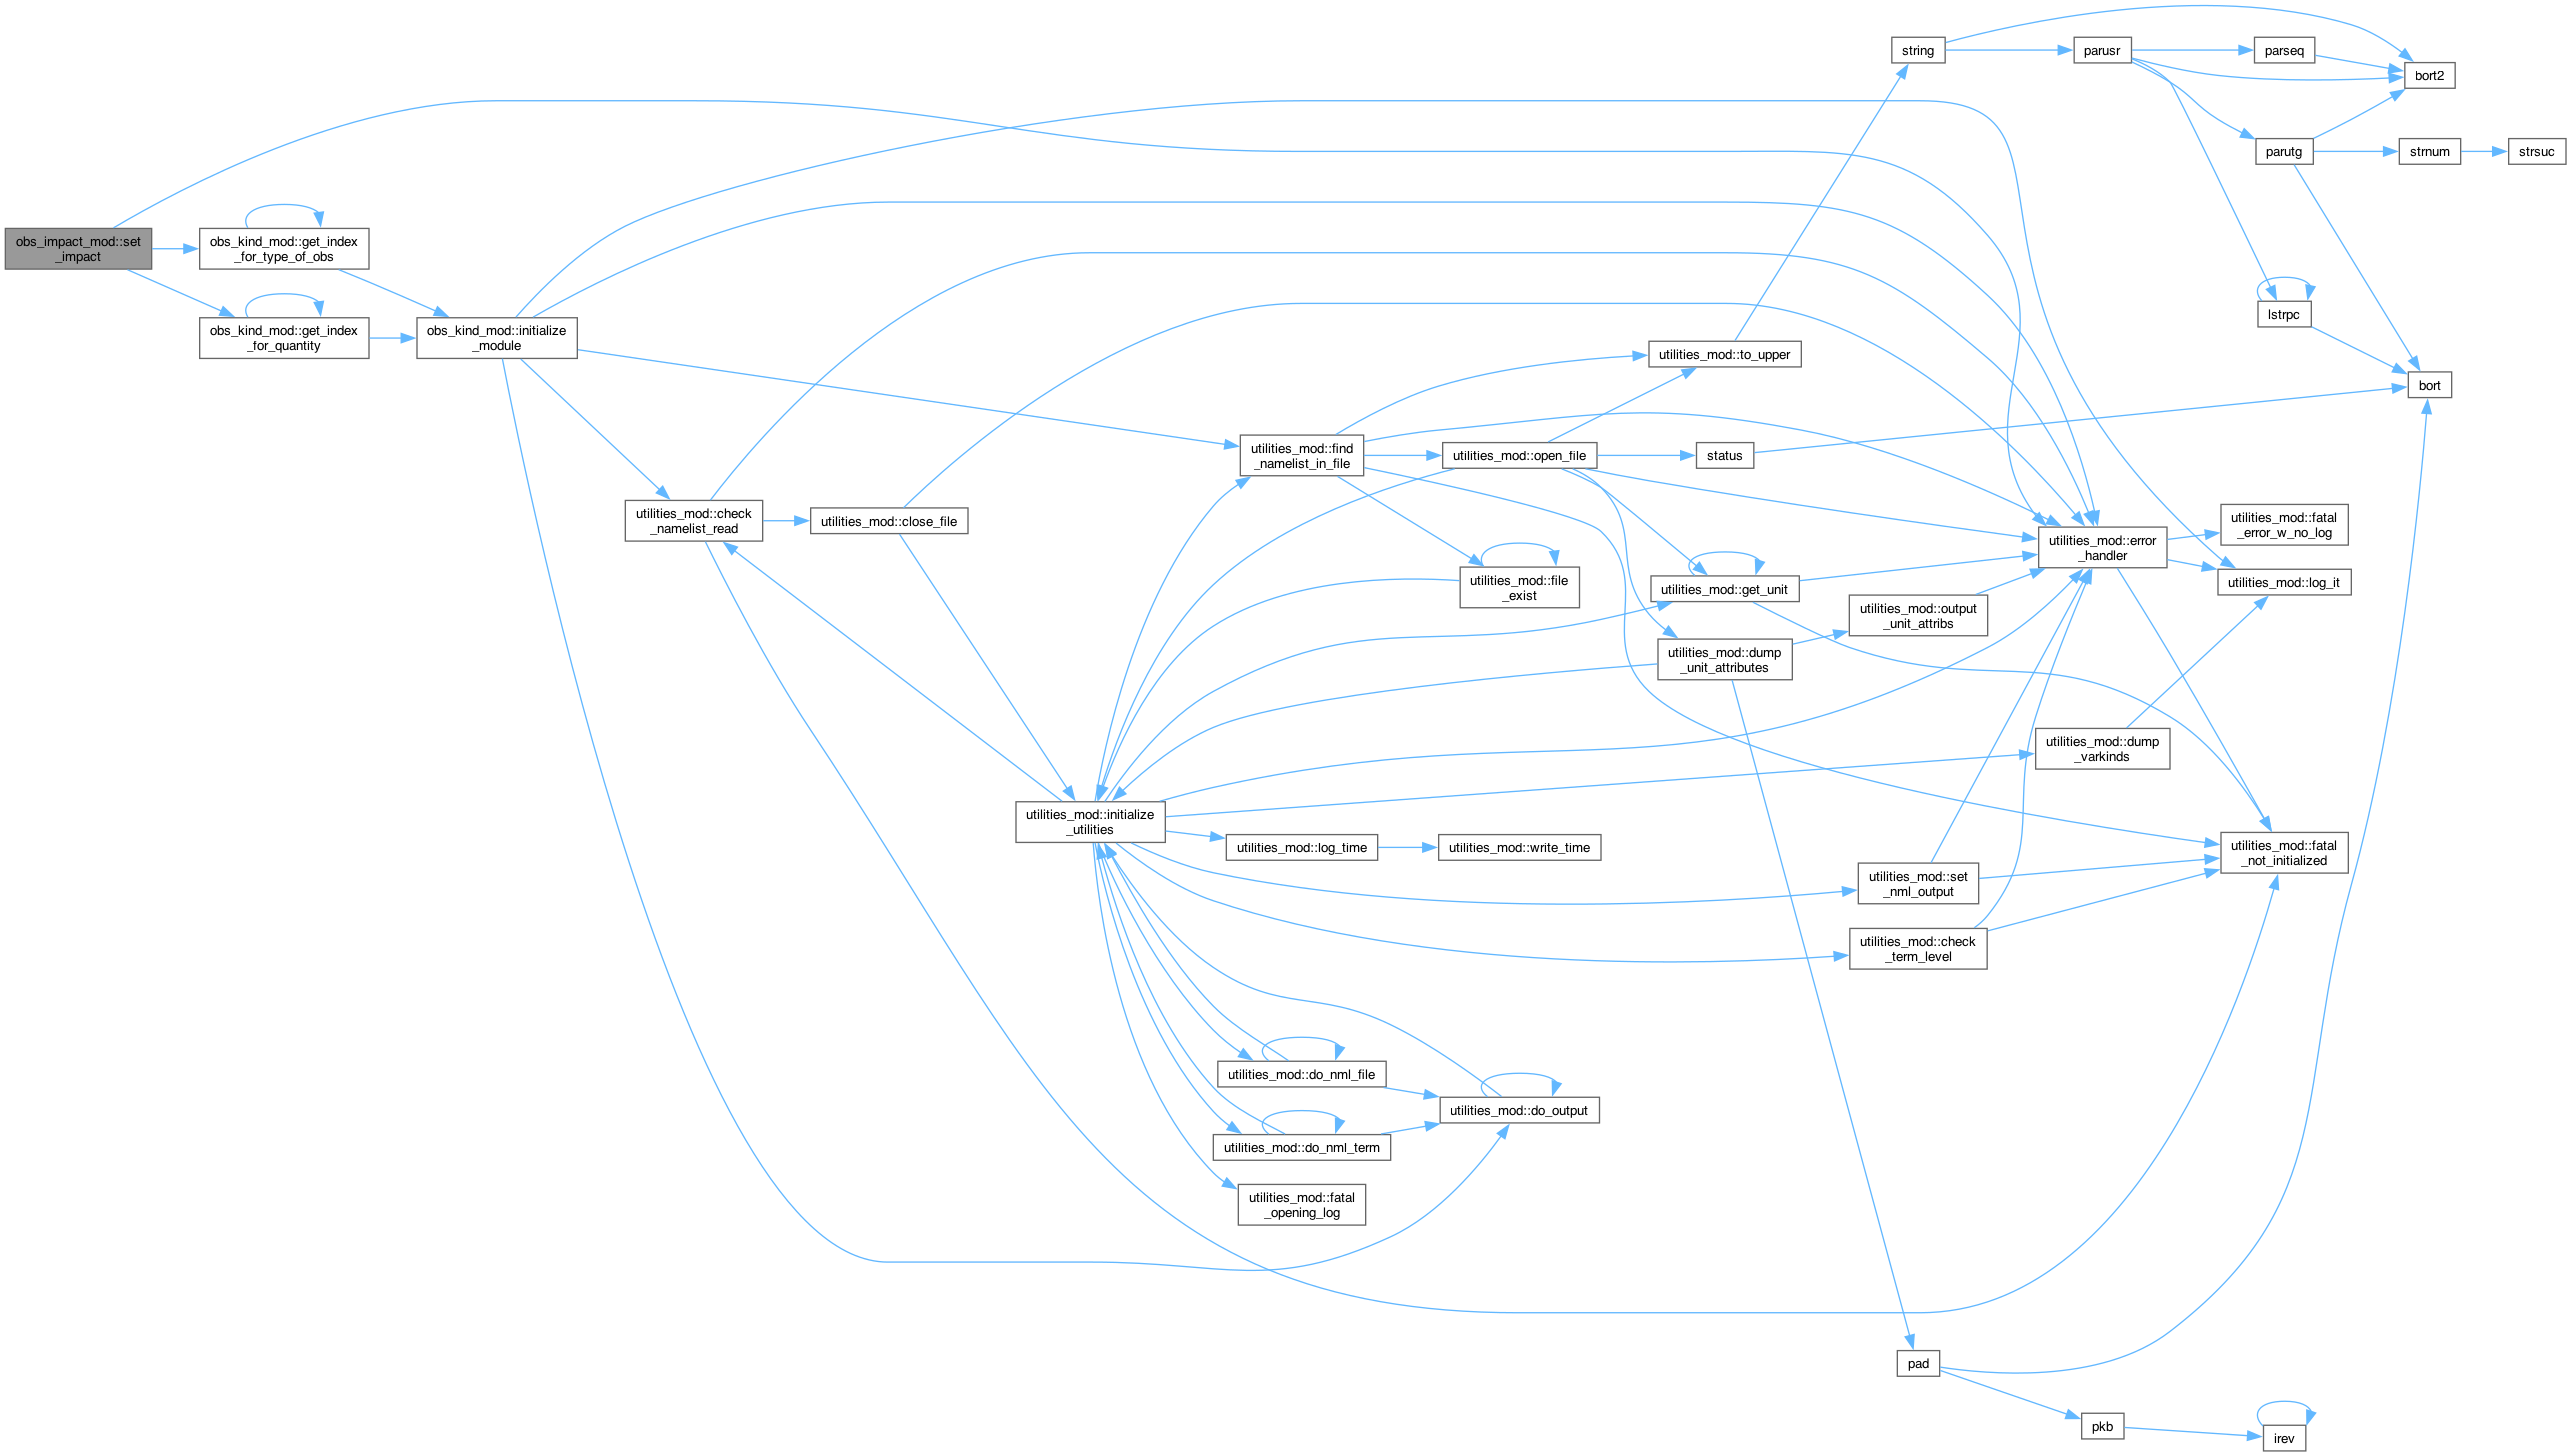 obs_impact_mod::set
_impact
obs_kind_mod::get_index
_for_type_of_obs
obs_kind_mod::get_index
_for_quantity
obs_kind_mod::initialize
_module
utilities_mod::check
_namelist_read
utilities_mod::close_file
utilities_mod::initialize
_utilities
utilities_mod::find
_namelist_in_file
utilities_mod::log_time
utilities_mod::do_nml_file
utilities_mod::do_nml_term
utilities_mod::fatal
_opening_log
utilities_mod::open_file
utilities_mod::file
_exist
utilities_mod::write_time
utilities_mod::do_output
utilities_mod::to_upper
status
utilities_mod::get_unit
utilities_mod::dump
_unit_attributes
string
utilities_mod::output
_unit_attribs
utilities_mod::set
_nml_output
utilities_mod::check
_term_level
pad
parusr
utilities_mod::error
_handler
utilities_mod::dump
_varkinds
pkb
parseq
parutg
lstrpc
utilities_mod::fatal
_error_w_no_log
utilities_mod::log_it
utilities_mod::fatal
_not_initialized
irev
bort2
strnum
bort
strsuc